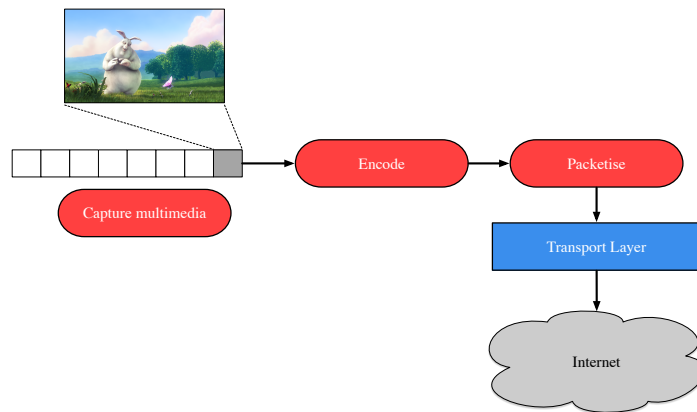 Encode
Packetise
Capture multimedia
Transport Layer
Internet